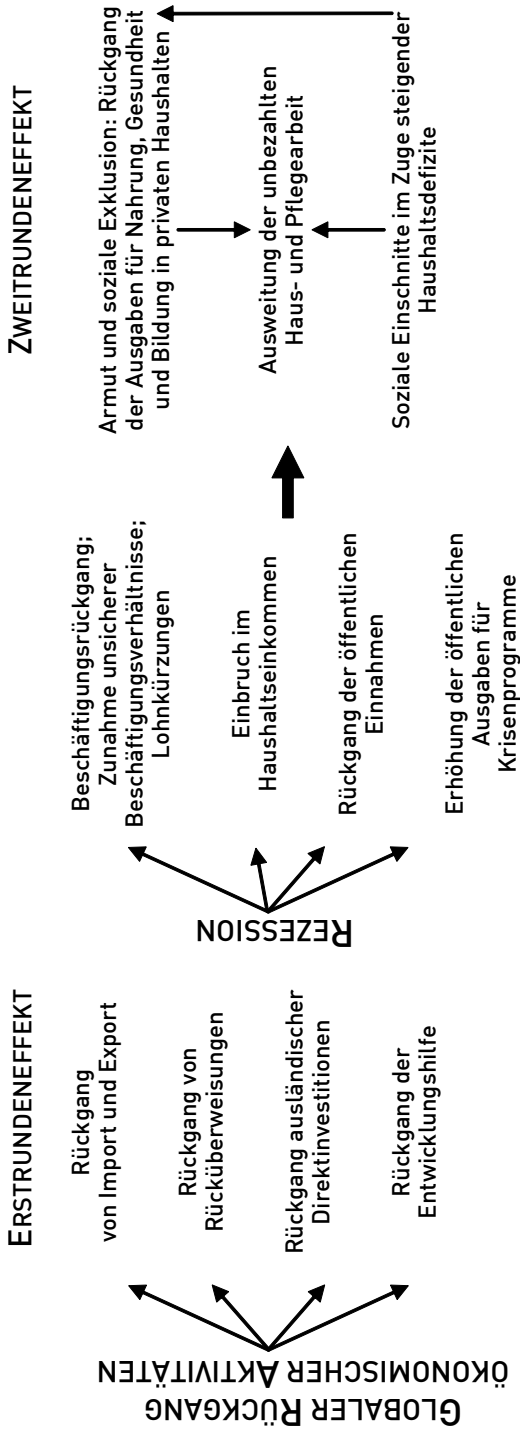 ERSTRUNDENEFFEKT
ZWEITRUNDENEFFEKT
GLOBALER RÜCKGANG
ÖKONOMISCHER AKTIVITÄTEN
Rückgang
von Import und Export
Rückgang von
Rücküberweisungen
Rückgang ausländischer
Direktinvestitionen
Rückgang der
Entwicklungshilfe
REZESSION
Beschäftigungsrückgang;
Zunahme unsicherer
Beschäftigungsverhältnisse;
Lohnkürzungen
Einbruch im
Haushaltseinkommen
Rückgang der öffentlichen
Einnahmen
Erhöhung der öffentlichen
Ausgaben für
Krisenprogramme
Armut und soziale Exklusion: Rückgang
der Ausgaben für Nahrung, Gesundheit
und Bildung in privaten Haushalten
Ausweitung der unbezahlten
Haus- und Pflegearbeit
Soziale Einschnitte im Zuge steigender
Haushaltsdefizite